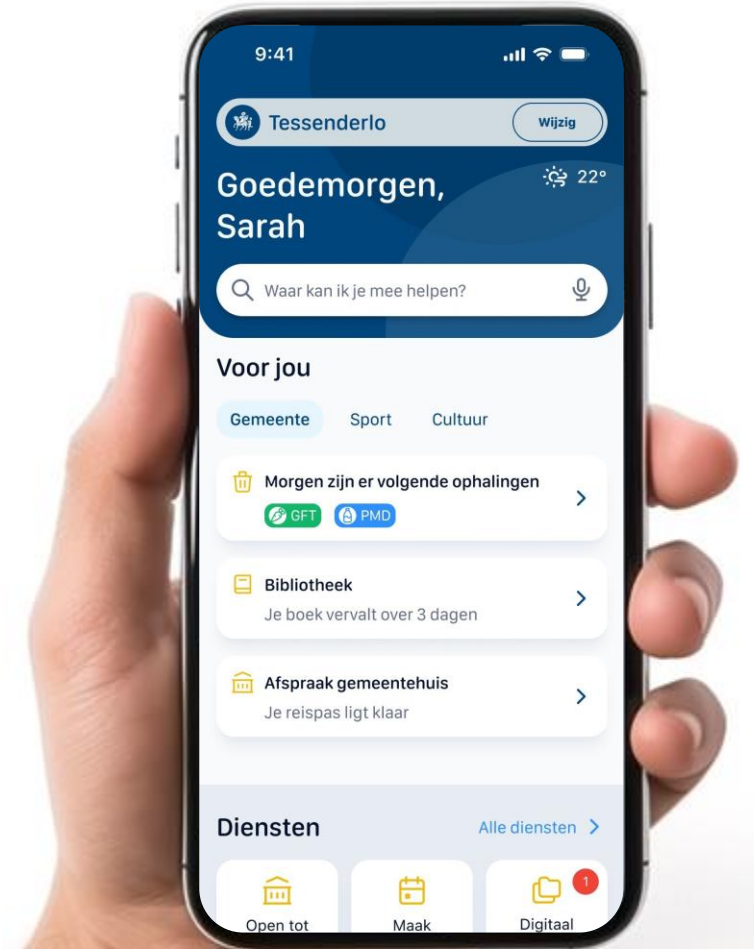 9:41
Tessenderlo
Wijzig
Goedemorgen,
Sarah
22°
Waar kan ik je mee helpen?
Voor jou
Gemeente Sport Cultuur
Morgen zijn er volgende ophalingen
GFT PMD
Bibliotheek
Je boek vervalt over 3 dagen
Afspraak gemeentehuis
Je reispas ligt klaar
Diensten
Alle diensten
1
Open tot Maak Digitaal